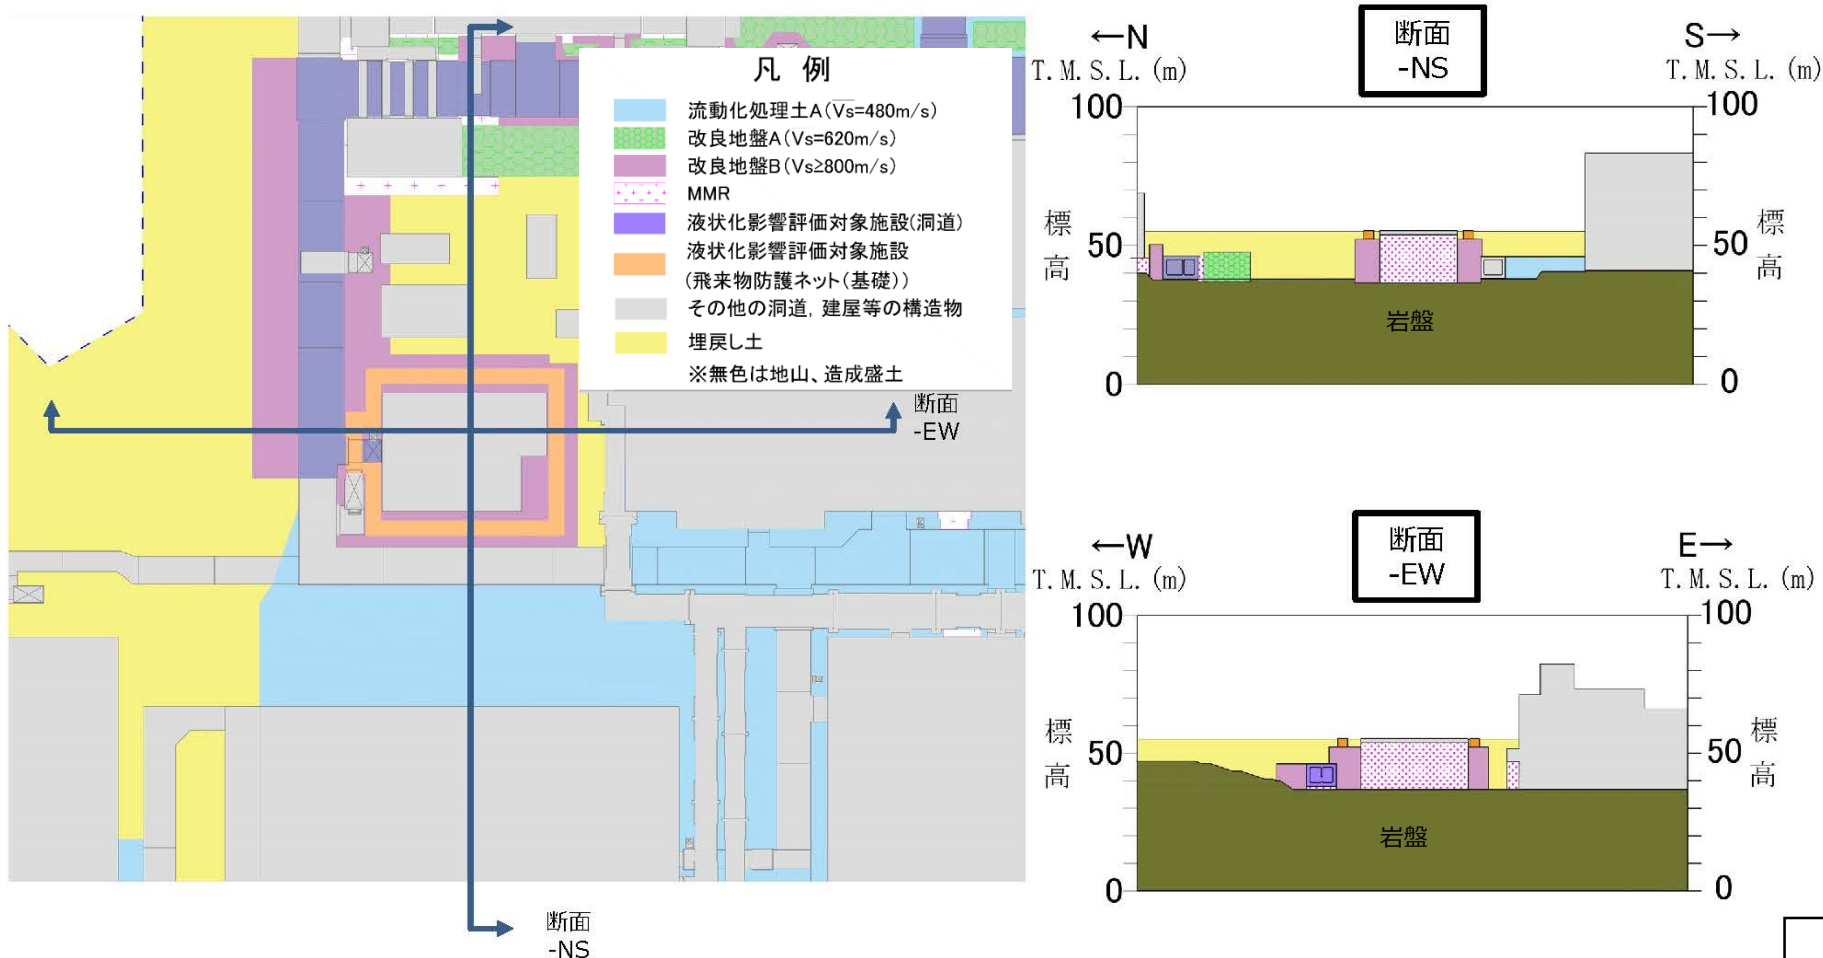 凡 例
流動化処理土A(V̅s=480m/s)
改良地盤A(Vs=620m/s)
改良地盤B(Vs≥800m/s)
MMR
液状化影響評価対象施設(洞道)
液状化影響評価対象施設
(飛来物防護ネット(基礎))
その他の洞道, 建屋等の構造物
埋戻し土
※無色は地山、造成盛土
断面
-EW
断面
-NS
←N
断面
-NS
S→
T.M.S.L.(m)
T.M.S.L.(m)
100
100
標高
50
50
標高
岩盤
0
0
←W
断面
-EW
E→
T.M.S.L.(m)
T.M.S.L.(m)
100
100
標高
50
50
標高
岩盤
0
0